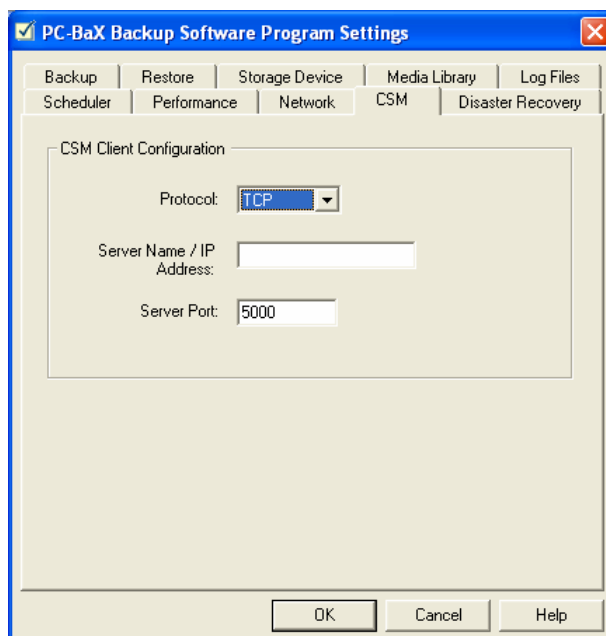 PC-BaX Backup Software Program Settings
Backup Restore Storage Device Media Library Log Files
Scheduler Performance Network CSM Disaster Recovery
CSM Client Configuration
Protocol: TCP
Server Name / IP
Address:
Server Port: 5000
OK Cancel Help